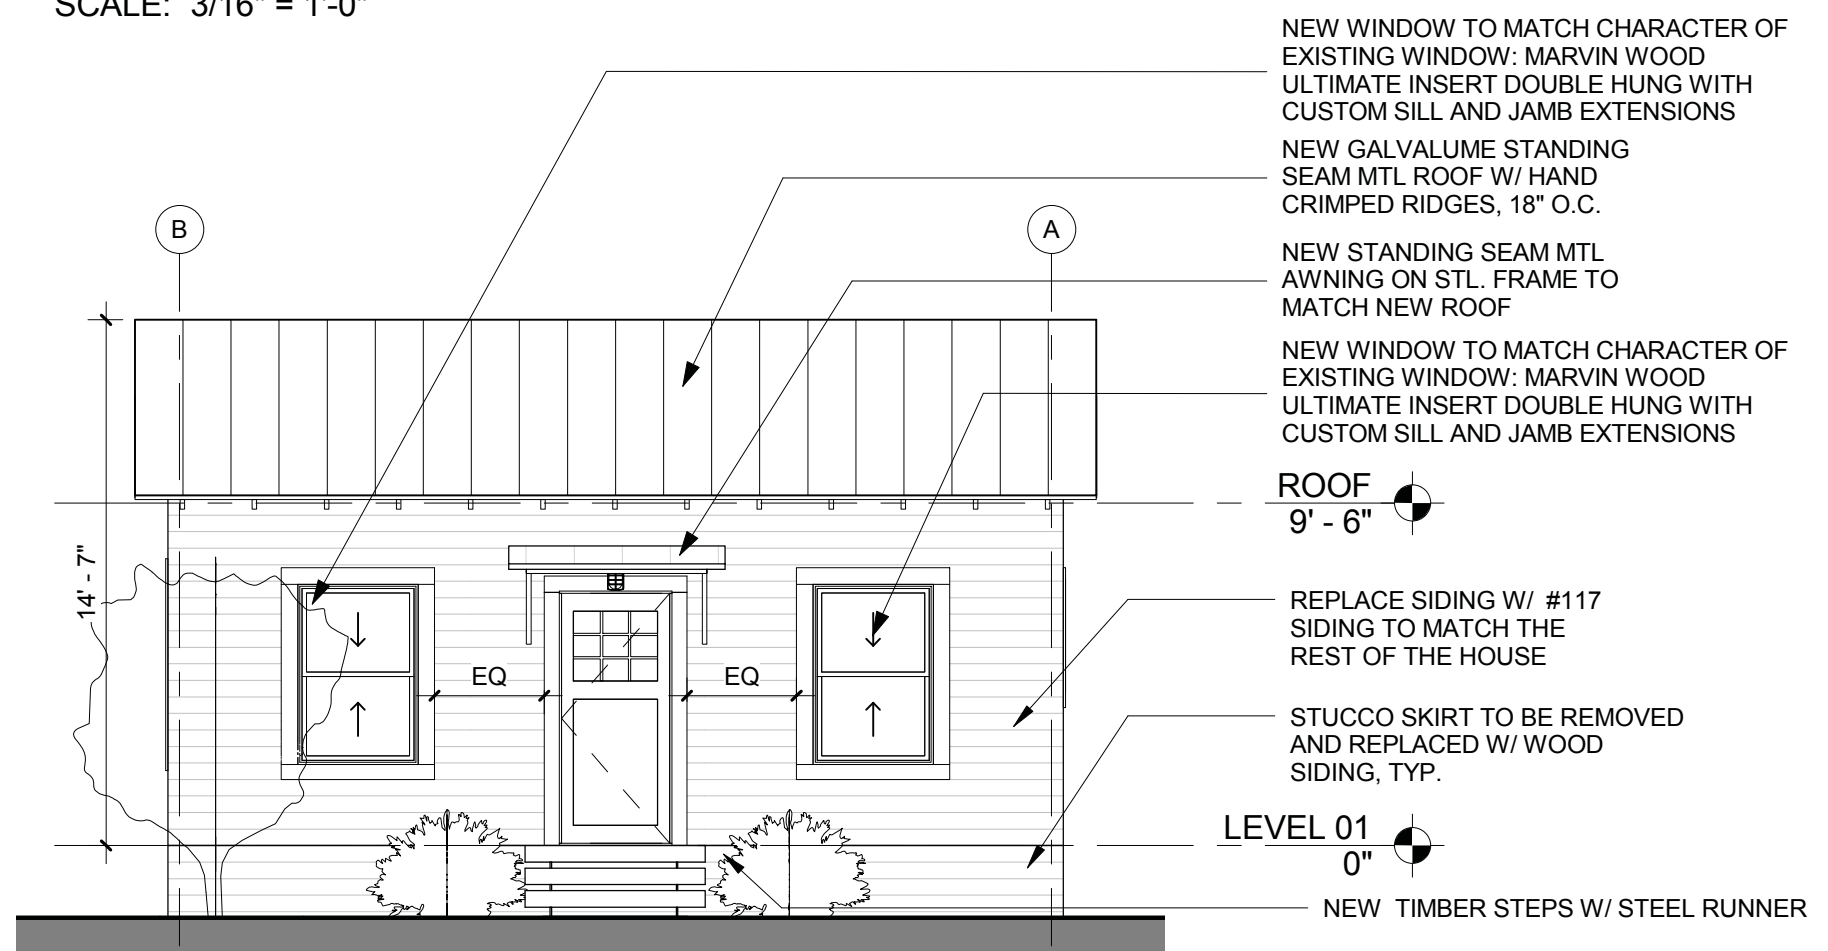 SCALE: 3/16" = 1'-0"
NEW WINDOW TO MATCH CHARACTER OF
EXISTING WINDOW: MARVIN WOOD
ULTIMATE INSERT DOUBLE HUNG WITH
CUSTOM SILL AND JAMB EXTENSIONS
NEW GALVALUME STANDING
SEAM MTL ROOF W/ HAND
CRIMPED RIDGES, 18" O.C.
B
A
NEW STANDING SEAM MTL
AWNING ON STL. FRAME TO
MATCH NEW ROOF
NEW WINDOW TO MATCH CHARACTER OF
EXISTING WINDOW: MARVIN WOOD
ULTIMATE INSERT DOUBLE HUNG WITH
CUSTOM SILL AND JAMB EXTENSIONS
ROOF
9' - 6"
14' - 7"
REPLACE SIDING W/ #117
SIDING TO MATCH THE
REST OF THE HOUSE
EQ
EQ
STUCCO SKIRT TO BE REMOVED
AND REPLACED W/ WOOD
SIDING, TYP.
LEVEL 01
0"
NEW TIMBER STEPS W/ STEEL RUNNER